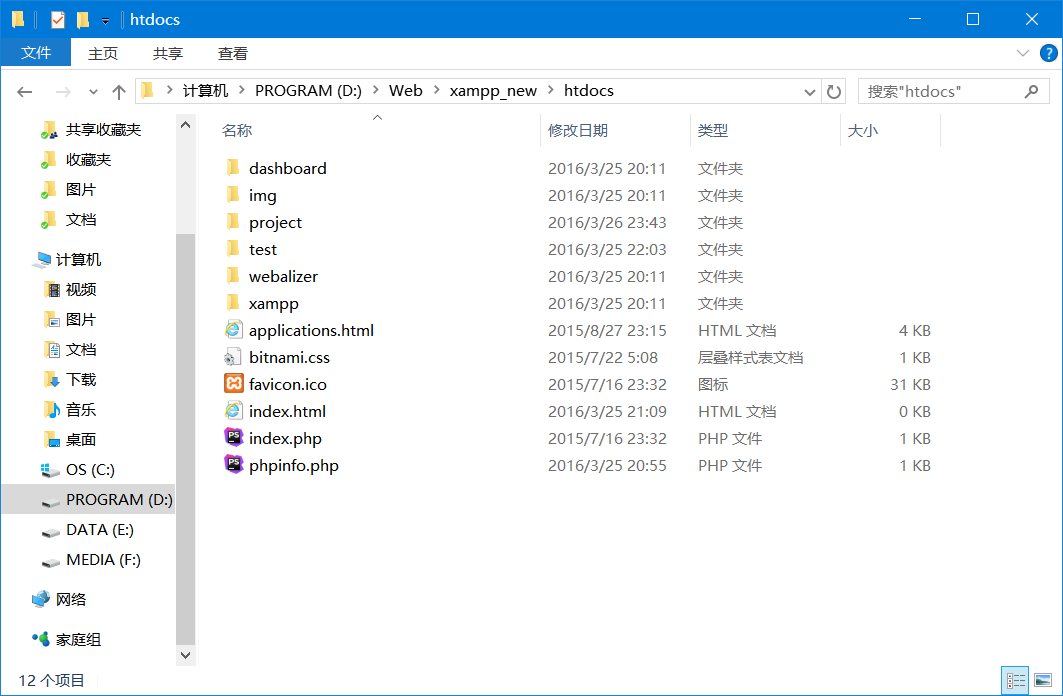 htdocs
文件 主页 共享 查看
计算机 PROGRAM (D:) Web xampp_new htdocs 搜索"htdocs"
共享收藏夹
收藏夹
图片
文档
计算机
视频
图片
文档
下载
音乐
桌面
OS (C:)
PROGRAM (D:)
DATA (E:)
MEDIA (F:)
网络
家庭组
名称 修改日期 类型 大小
dashboard 2016/3/25 20:11 文件夹
img 2016/3/25 20:11 文件夹
project 2016/3/26 23:43 文件夹
test 2016/3/25 22:03 文件夹
webalizer 2016/3/25 20:11 文件夹
xampp 2016/3/25 20:11 文件夹
applications.html 2015/8/27 23:15 HTML 文档 4 KB
bitnami.css 2015/7/22 5:08 层叠样式表文档 1 KB
favicon.ico 2015/7/16 23:32 图标 31 KB
index.html 2016/3/25 21:09 HTML 文档 0 KB
index.php 2015/7/16 23:32 PHP 文件 1 KB
phpinfo.php 2016/3/25 20:55 PHP 文件 1 KB
12 个项目